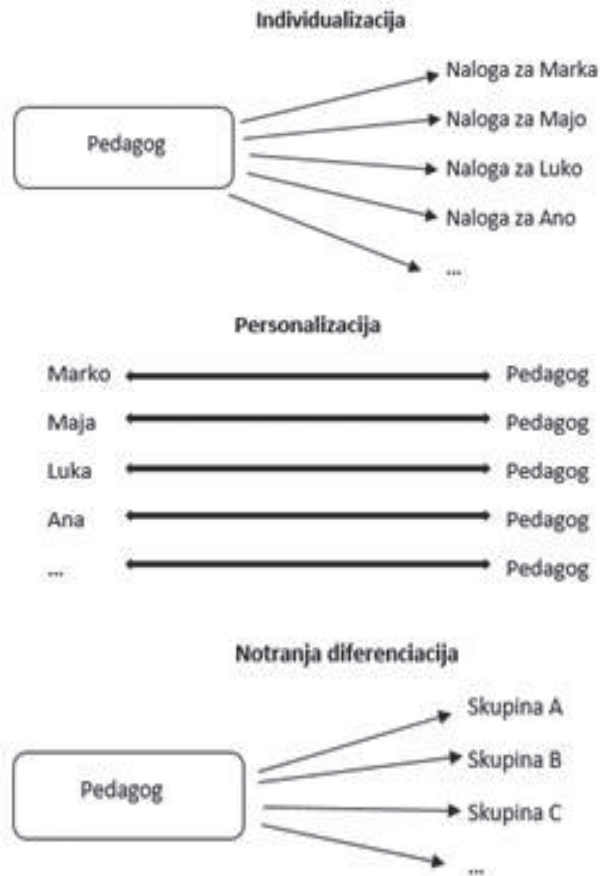 Individualizacija
Pedagog
Naloga za Marka
Naloga za Majo
Naloga za Luko
Naloga za Ano
...
Personalizacija
Marko Pedagog
Maja Pedagog
Luka Pedagog
Ana Pedagog
... Pedagog
Notranja diferenciacija
Pedagog
Skupina A
Skupina B
Skupina C
...